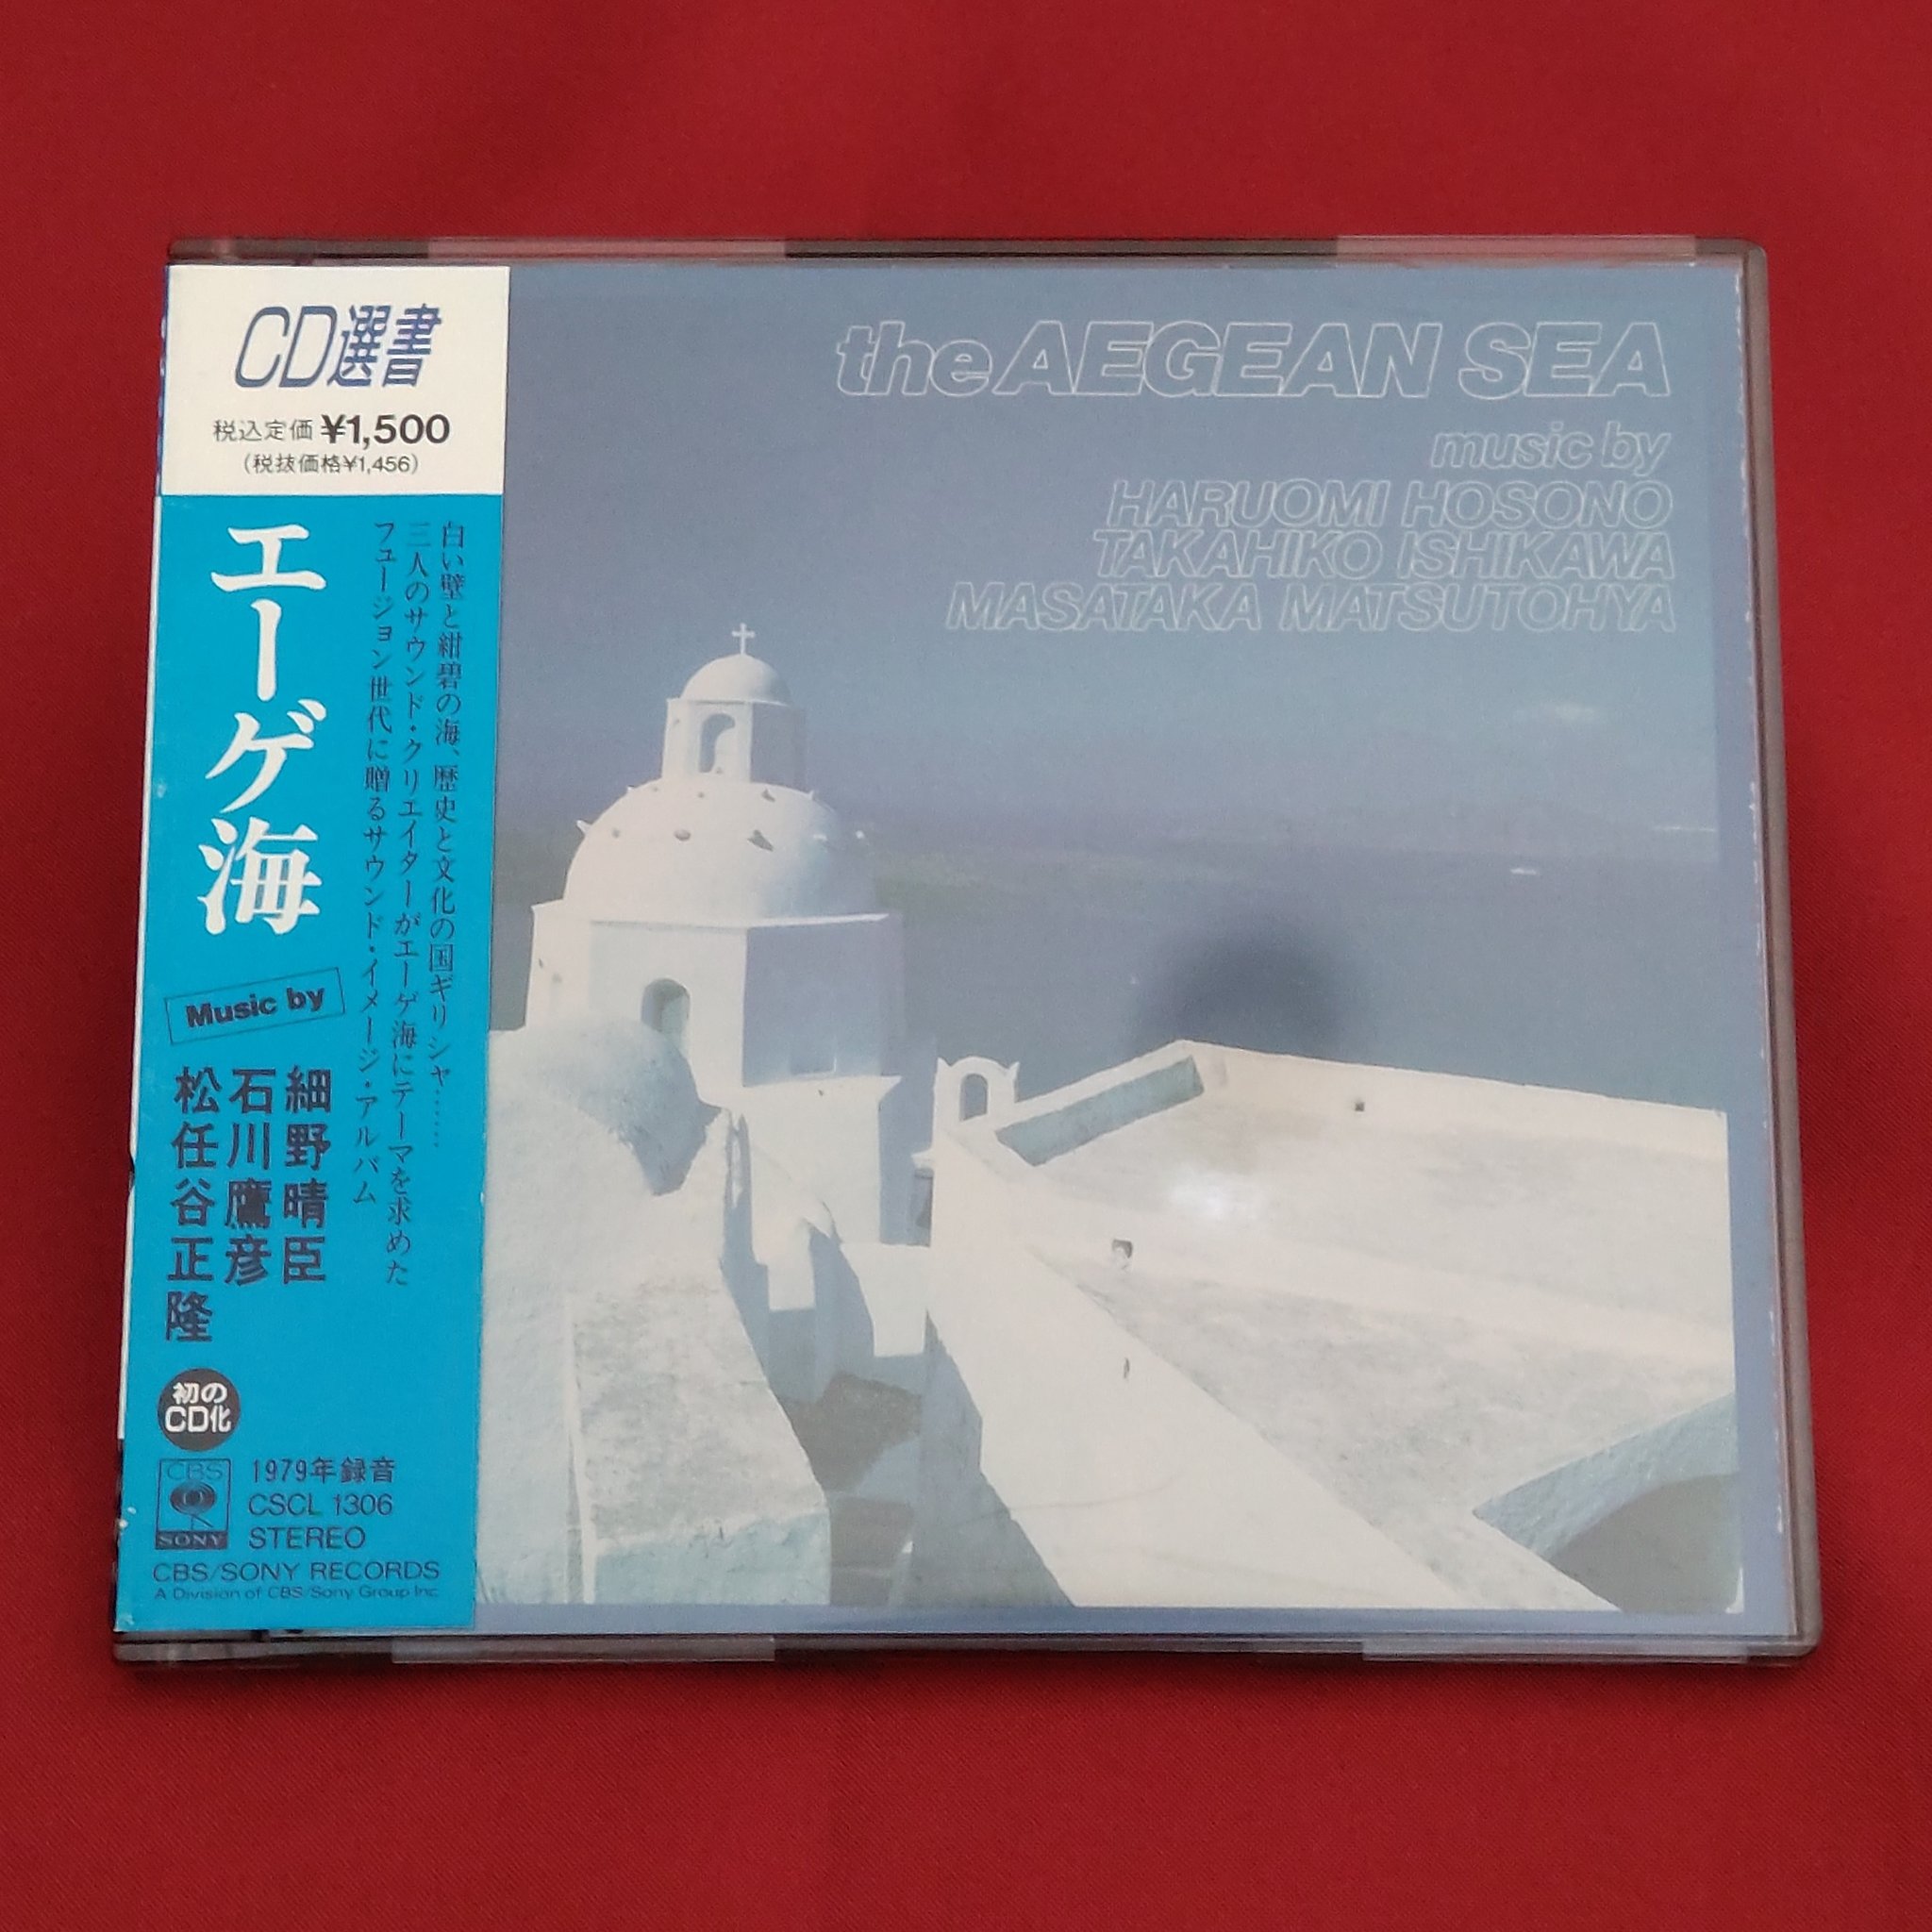 CD選書
税込定価¥1,500
(税抜価格¥1,456)
エーゲ海
白い壁と紺碧の海、歴史と文化の国ギリシャ……
三人のサウンド・クリエイターがエーゲ海にテーマを求めた
フュージョン世代に贈るサウンド・イメージ・アルバム
Music by
細野晴臣
石川鷹彦
松任谷正隆
初の
CD化
CBS
SONY
1979年録音
CSCL 1306
STEREO
CBS/SONY RECORDS
A Division of CBS/Sony Group Inc.
the AEGEAN SEA
music by
HARUOMI HOSONO
TAKAHIKO ISHIKAWA
MASATAKA MATSUTOHYA